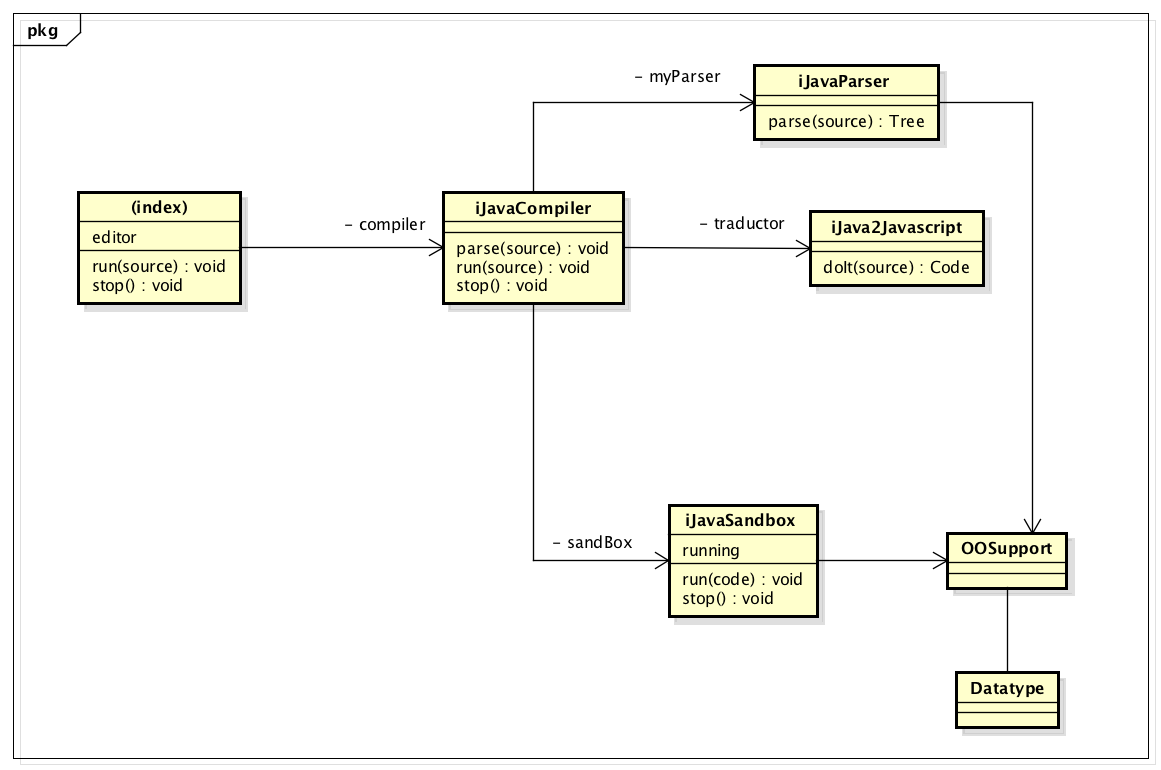 pkg
- myParser
iJavaParser
parse(source) : Tree
(index)
editor
run(source) : void
stop() : void
- compiler
iJavaCompiler
parse(source) : void
run(source) : void
stop() : void
- traductor
iJava2Javascript
doIt(source) : Code
- sandBox
iJavaSandbox
running
run(code) : void
stop() : void
OOSupport
Datatype